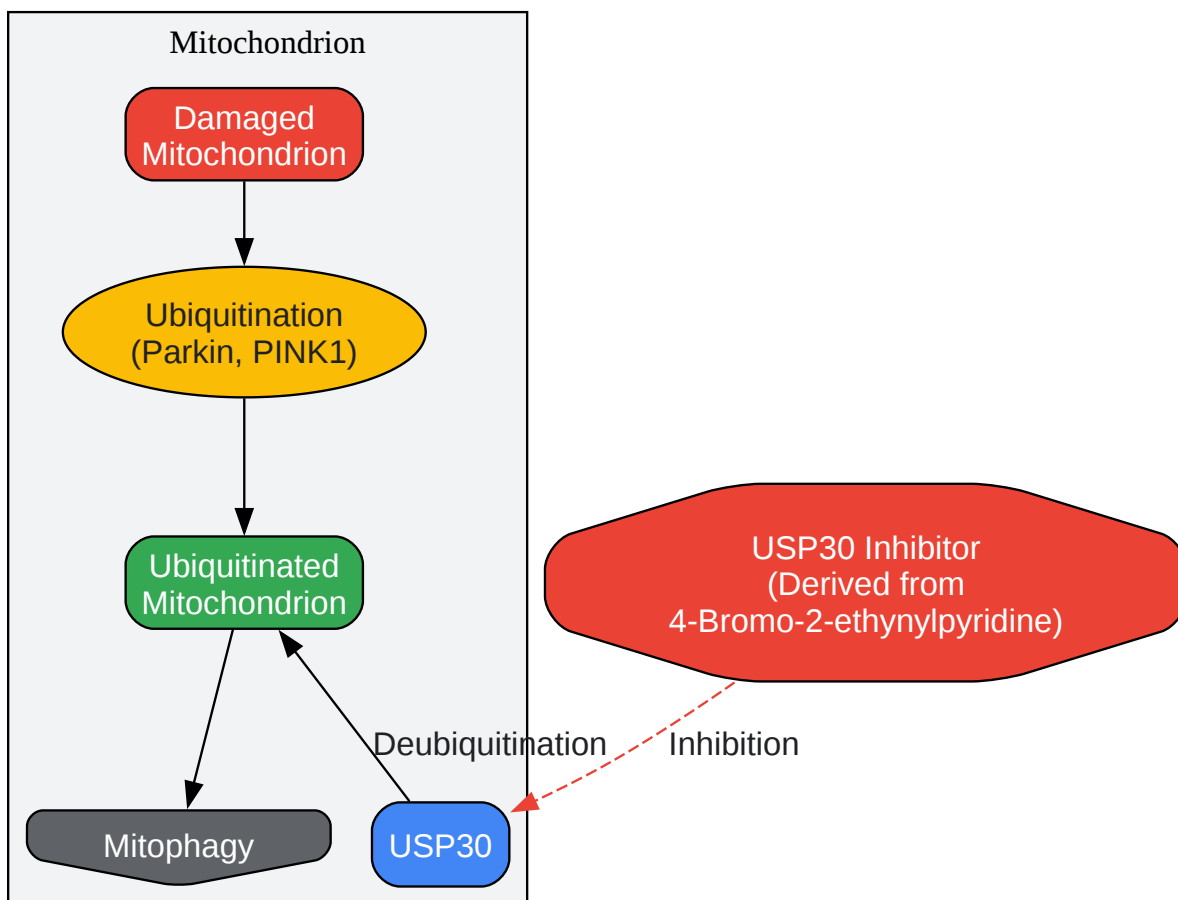 Mitochondrion
Damaged
Mitochondrion
Ubiquitination
(Parkin, PINK1)
Ubiquitinated
Mitochondrion
USP30 Inhibitor
(Derived from
4-Bromo-2-ethynylpyridine)
Deubiquitination
Inhibition
Mitophagy
USP30